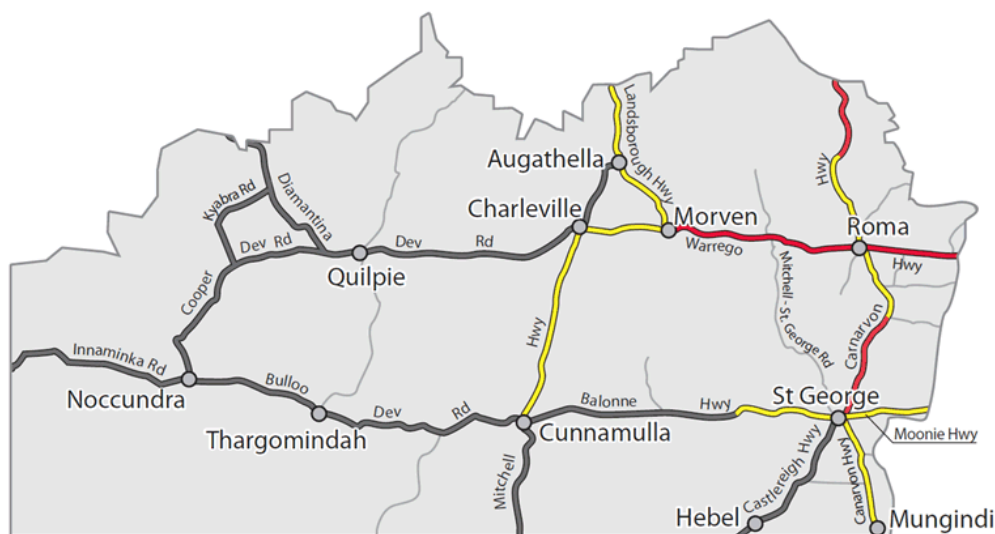 Landsborough Hwy
Augathella
Hwy
Kyabra Rd
Diamantina
Charleville
Morven
Roma
Dev Rd
Dev Rd
Warrego
Hwy
Quilpie
Cooper
Mitchell - St. George Rd
Hwy
Carnarvon
Innaminka Rd
Noccundra
Bulloo
Dev Rd
Balonne Hwy
St George
Thargomindah
Cunnamulla
Moonie Hwy
Mitchell
Castlereigh Hwy
Canarvon Hwy
Hebel
Mungindi